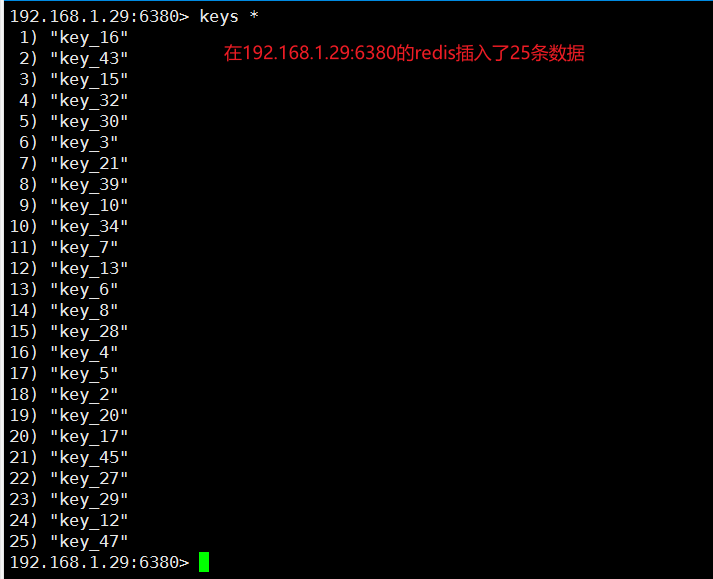 192.168.1.29:6380> keys *
1) "key_16"
在192.168.1.29:6380的redis插入了25条数据
2) "key_43"
3) "key_15"
4) "key_32"
5) "key_30"
6) "key_3"
7) "key_21"
8) "key_39"
9) "key_10"
10) "key_34"
11) "key_7"
12) "key_13"
13) "key_6"
14) "key_8"
15) "key_28"
16) "key_4"
17) "key_5"
18) "key_2"
19) "key_20"
20) "key_17"
21) "key_45"
22) "key_27"
23) "key_29"
24) "key_12"
25) "key_47"
192.168.1.29:6380>